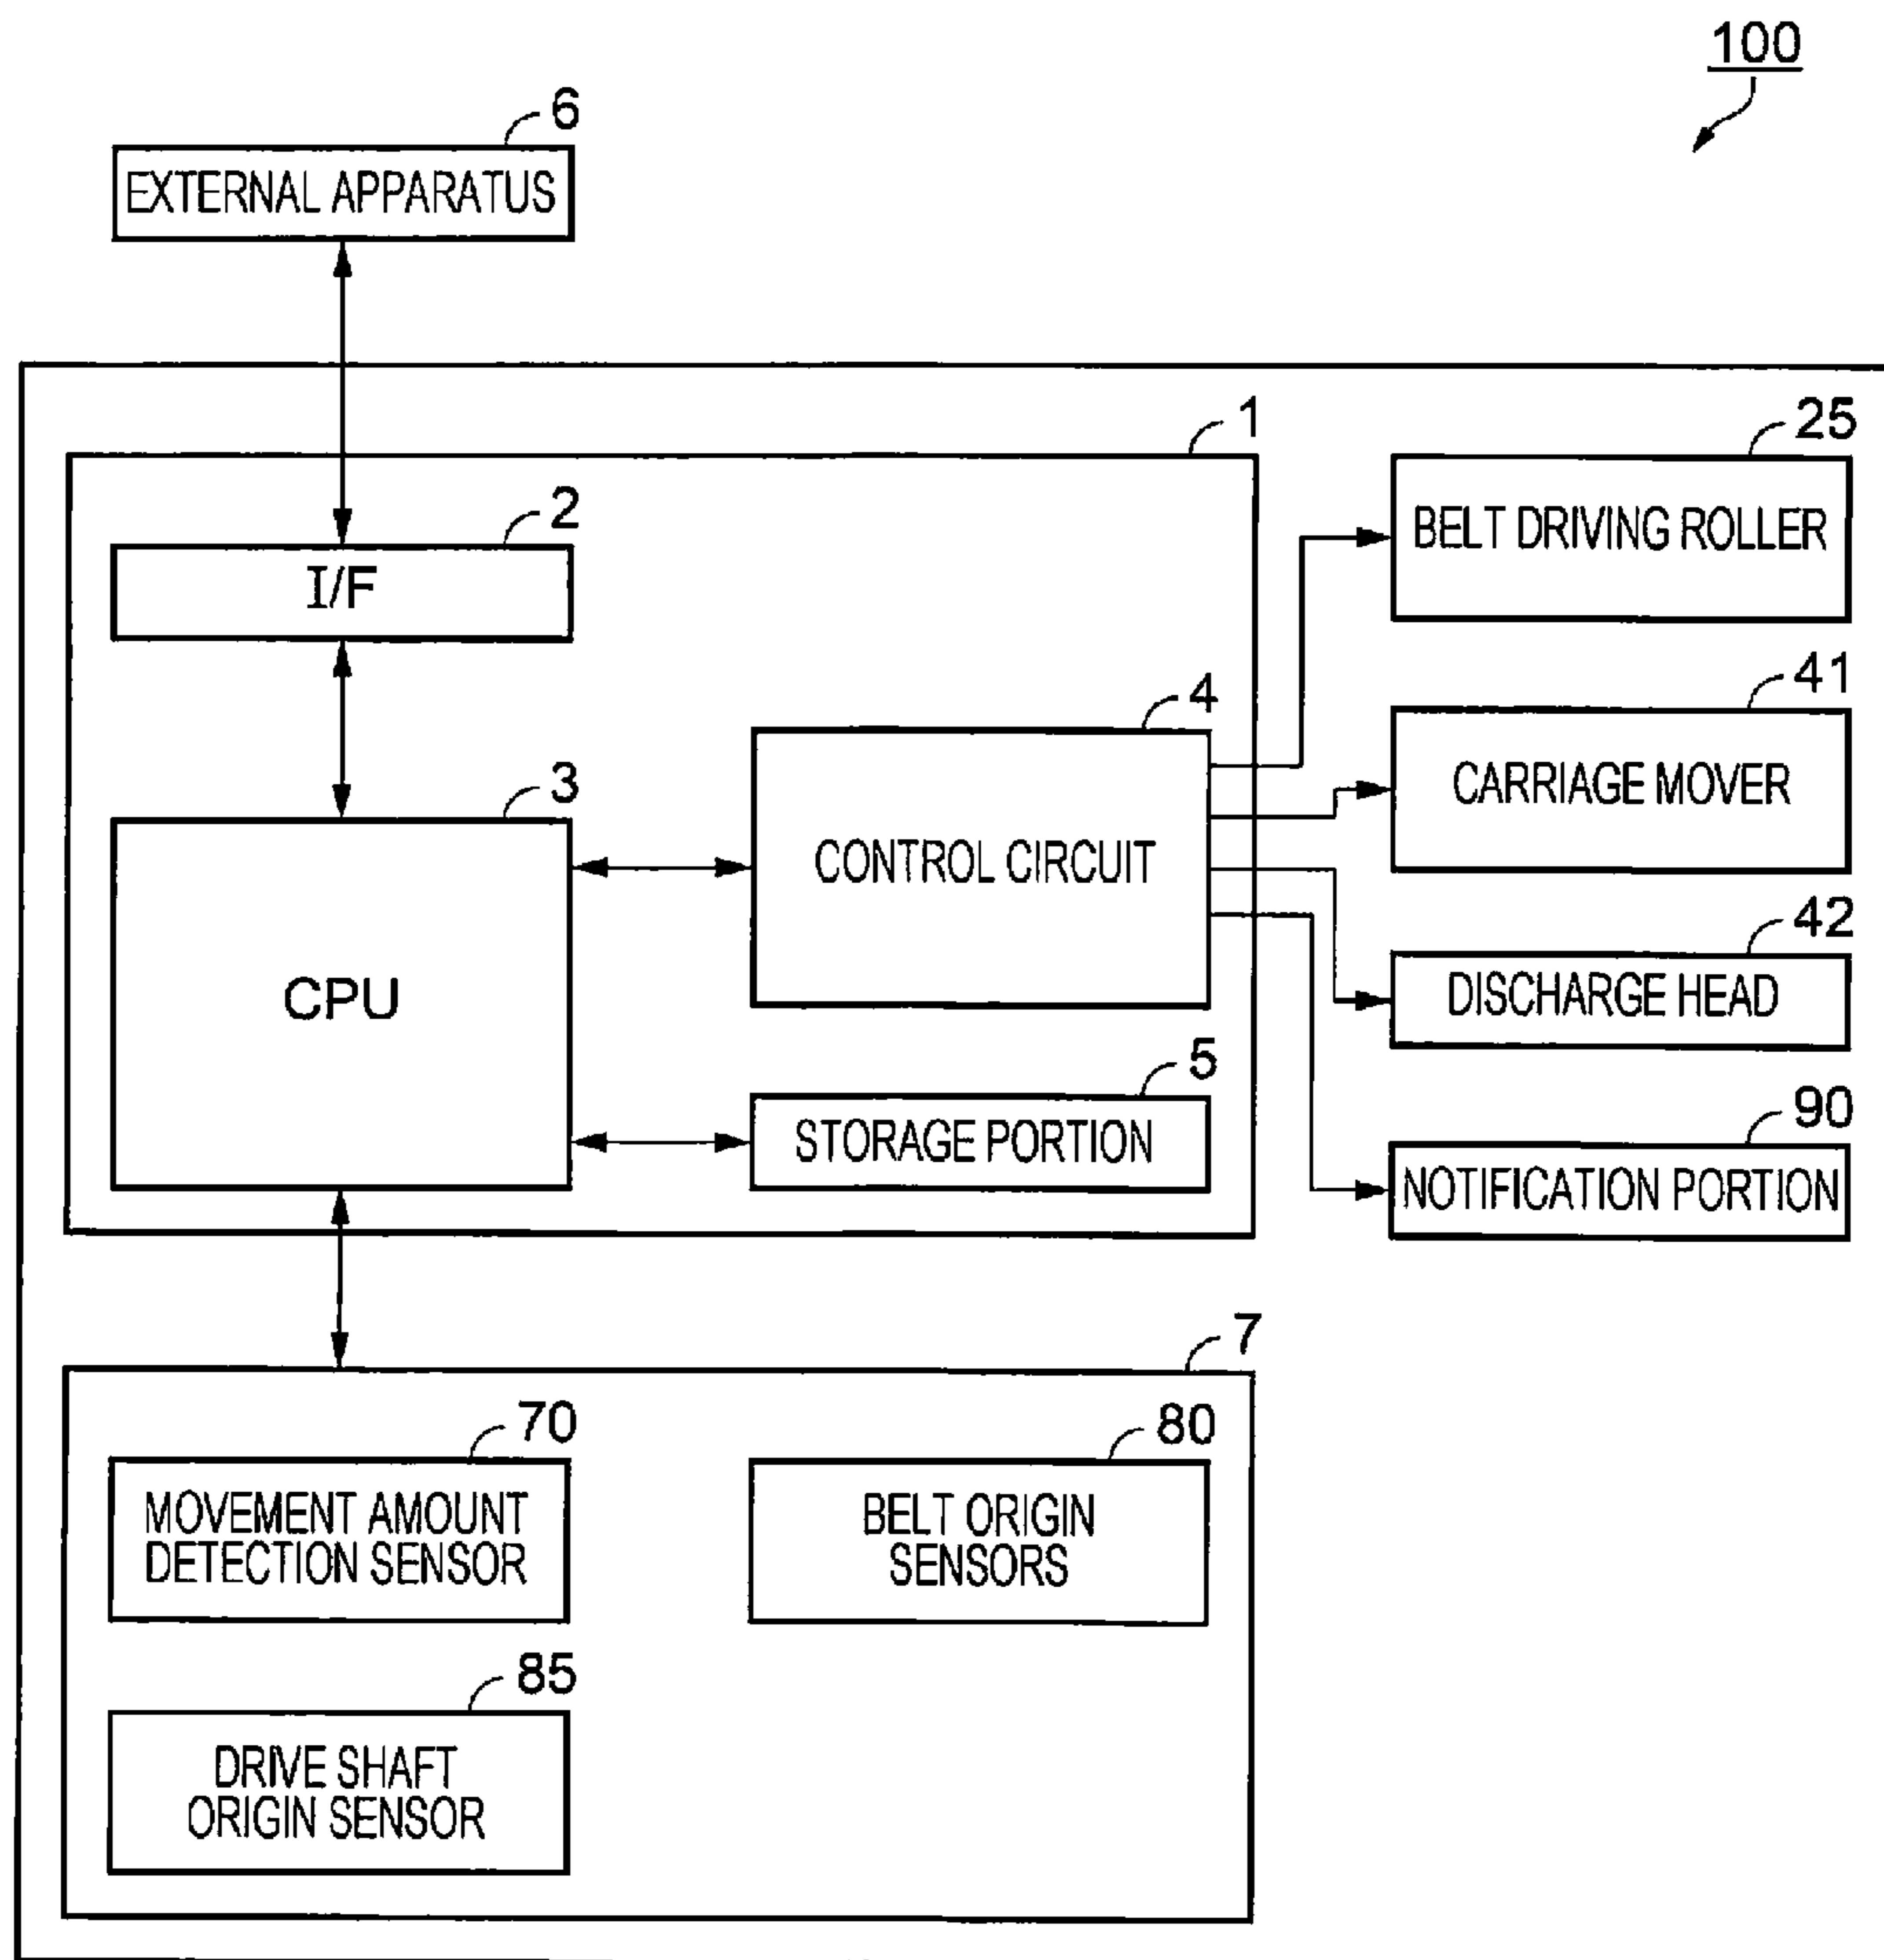 100
6
EXTERNAL APPARATUS
1
25
2
I/F
BELT DRIVING ROLLER
41
4
CARRIAGE MOVER
3
CONTROL CIRCUIT
42
CPU
DISCHARGE HEAD
5
90
STORAGE PORTION
NOTIFICATION PORTION
7
70
80
MOVEMENT AMOUNT
DETECTION SENSOR
BELT ORIGIN
SENSORS
85
DRIVE SHAFT
ORIGIN SENSOR